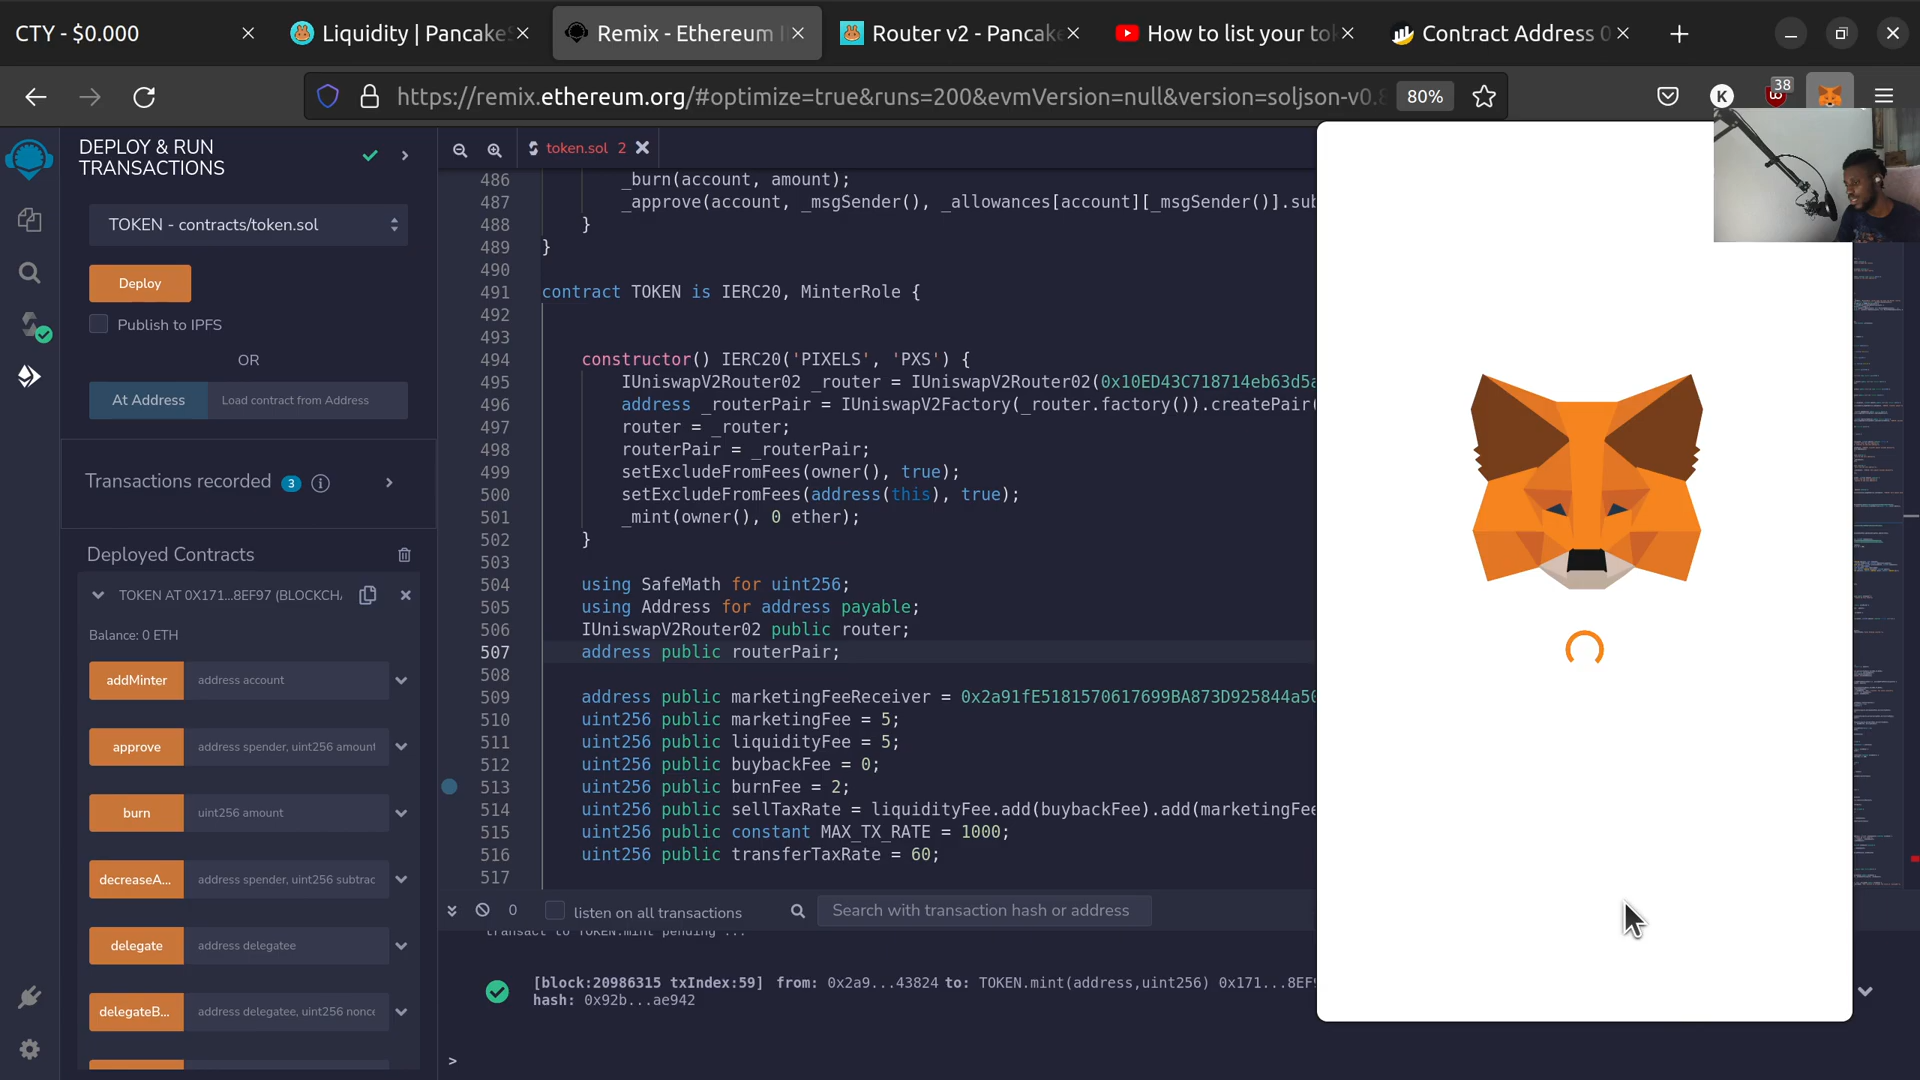 CTY - $0.000
Liquidity | PancakeS
Remix - Ethereum I
Router v2 - Pancake
How to list your tok
Contract Address 0
https://remix.ethereum.org/#optimize=true&runs=200&evmVersion=null&version=soljson-v0.8
80%
K
38
DEPLOY & RUN
TRANSACTIONS
TOKEN - contracts/token.sol
Deploy
Publish to IPFS
OR
At Address
Load contract from Address
Transactions recorded 3 i
Deployed Contracts
TOKEN AT 0X171...8EF97 (BLOCKCHA
Balance: 0 ETH
addMinter
address account
approve
address spender, uint256 amount
burn
uint256 amount
decreaseA...
address spender, uint256 subtrac
delegate
address delegatee
delegateB...
address delegatee, uint256 nonce
token.sol 2
486 _burn(account, amount);
487 _approve(account, _msgSender(), _allowances[account][_msgSender()].sub
488 }
489 }
490
491 contract TOKEN is IERC20, MinterRole {
492
493
494 constructor() IERC20('PIXELS', 'PXS') {
495 IUniswapV2Router02 _router = IUniswapV2Router02(0x10ED43C718714eb63d5a
496 address _routerPair = IUniswapV2Factory(_router.factory()).createPair(
497 router = _router;
498 routerPair = _routerPair;
499 setExcludeFromFees(owner(), true);
500 setExcludeFromFees(address(this), true);
501 _mint(owner(), 0 ether);
502 }
503
504 using SafeMath for uint256;
505 using Address for address payable;
506 IUniswapV2Router02 public router;
507 address public routerPair;
508
509 address public marketingFeeReceiver = 0x2a91fE5181570617699BA873D925844a50
510 uint256 public marketingFee = 5;
511 uint256 public liquidityFee = 5;
512 uint256 public buybackFee = 0;
513 uint256 public burnFee = 2;
514 uint256 public sellTaxRate = liquidityFee.add(buybackFee).add(marketingFee
515 uint256 public constant MAX_TX_RATE = 1000;
516 uint256 public transferTaxRate = 60;
517
0
listen on all transactions
Search with transaction hash or address
transact to TOKEN.mint pending ...
[block:20986315 txIndex:59] from: 0x2a9...43824 to: TOKEN.mint(address,uint256) 0x171...8EF9
hash: 0x92b...ae942
>